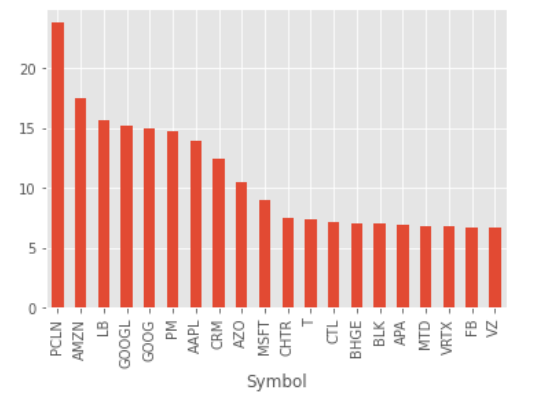 20
15
10
5
0
PCLN
AMZN
LB
GOOGL
GOOG
PM
AAPL
CRM
AZO
MSFT
CHTR
T
CTL
BHGE
BLK
APA
MTD
VRTX
FB
VZ
Symbol